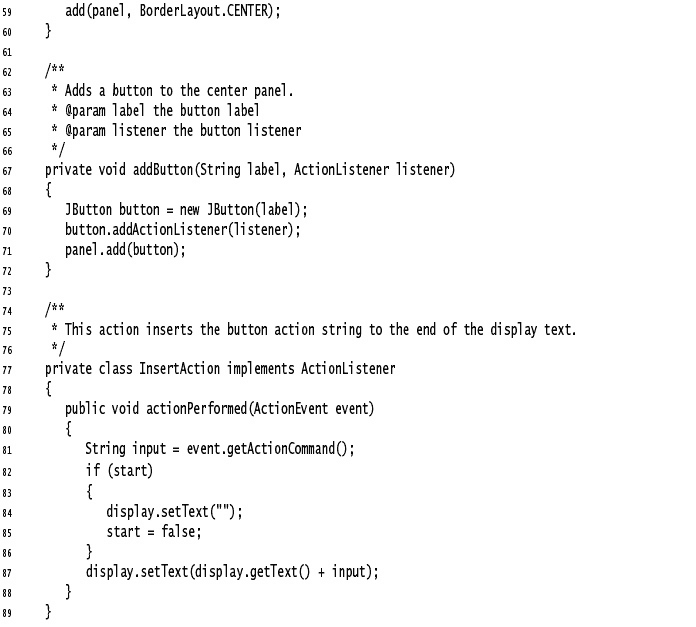 59 add(panel, BorderLayout.CENTER);
60 }
61
62 /**
63 * Adds a button to the center panel.
64 * @param label the button label
65 * @param listener the button listener
66 */
67 private void addButton(String label, ActionListener listener)
68 {
69 JButton button = new JButton(label);
70 button.addActionListener(listener);
71 panel.add(button);
72 }
73
74 /**
75 * This action inserts the button action string to the end of the display text.
76 */
77 private class InsertAction implements ActionListener
78 {
79 public void actionPerformed(ActionEvent event)
80 {
81 String input = event.getActionCommand();
82 if (start)
83 {
84 display.setText("");
85 start = false;
86 }
87 display.setText(display.getText() + input);
88 }
89 }